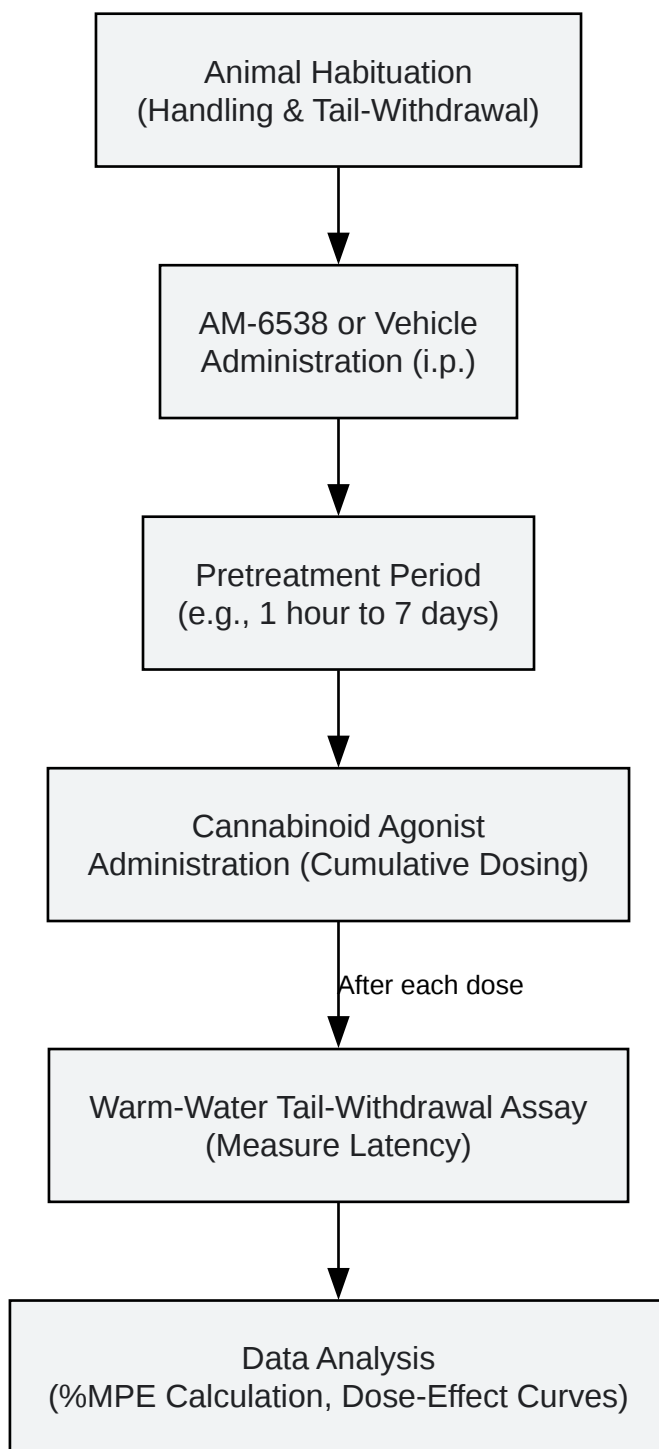 Animal Habituation
(Handling & Tail-Withdrawal)
AM-6538 or Vehicle
Administration (i.p.)
Pretreatment Period
(e.g., 1 hour to 7 days)
Cannabinoid Agonist
Administration (Cumulative Dosing)
After each dose
Warm-Water Tail-Withdrawal Assay
(Measure Latency)
Data Analysis
(%MPE Calculation, Dose-Effect Curves)